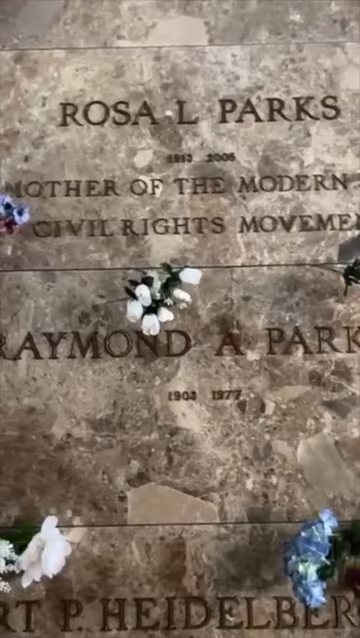 ROSA L PARKS
1913 2005
MOTHER OF THE MODERN
CIVIL RIGHTS MOVEME
RAYMOND A PARK
1903 1977
RT P. HEIDELBER